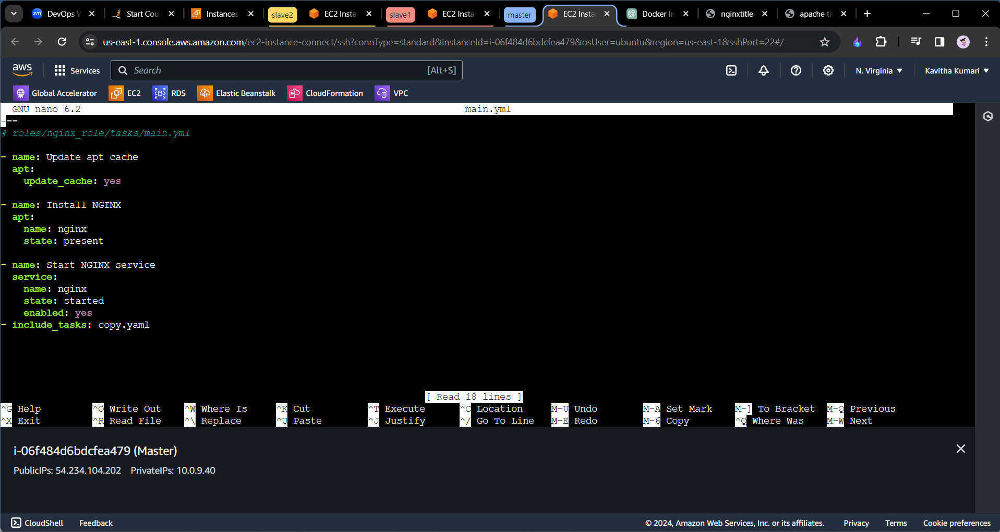 zm DevOps
Start Cou
Instances
slave2
EC2 Insta
slave1
EC2 Insta
master
EC2 Insta
Docker In
nginxtitle
apache ti
us-east-1.console.aws.amazon.com/ec2-instance-connect/ssh?connType=standard&instanceId=i-06f484d6bdcfea479&osUser=ubuntu&region=us-east-1&sshPort=22#/
aws
Services
Search
[Alt+S]
N. Virginia
Kavitha Kumari
Global Accelerator
EC2
RDS
Elastic Beanstalk
CloudFormation
VPC
GNU nano 6.2 main.yml
---
# roles/nginx_role/tasks/main.yml
- name: Update apt cache
apt:
update_cache: yes
- name: Install NGINX
apt:
name: nginx
state: present
- name: Start NGINX service
service:
name: nginx
state: started
enabled: yes
- include_tasks: copy.yaml
[ Read 18 lines ]
^G Help ^O Write Out ^W Where Is ^K Cut ^T Execute ^C Location M-U Undo M-A Set Mark M-] To Bracket M-Q Previous
^X Exit ^R Read File ^\ Replace ^U Paste ^J Justify ^/ Go To Line M-E Redo M-6 Copy ^Q Where Was M-W Next
i-06f484d6bdcfea479 (Master)
PublicIPs: 54.234.104.202 PrivateIPs: 10.0.9.40
CloudShell
Feedback
© 2024, Amazon Web Services, Inc. or its affiliates.
Privacy
Terms
Cookie preferences